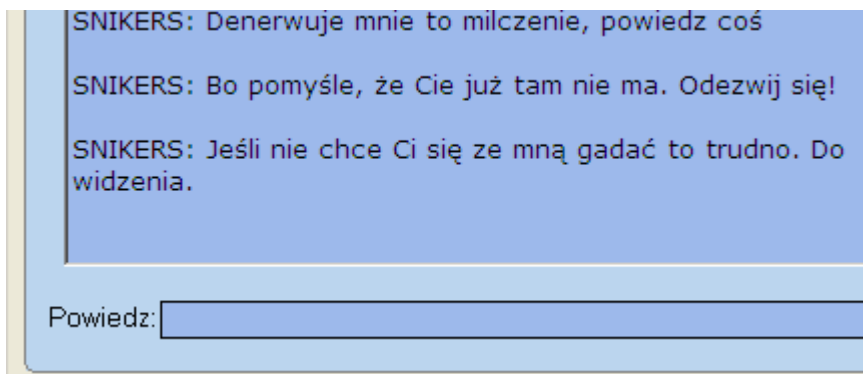 SNIKERS: Denerwuje mnie to milczenie, powiedz coś
SNIKERS: Bo pomyśle, że Cie już tam nie ma. Odezwij się!
SNIKERS: Jeśli nie chce Ci się ze mną gadać to trudno. Do
widzenia.
Powiedz: